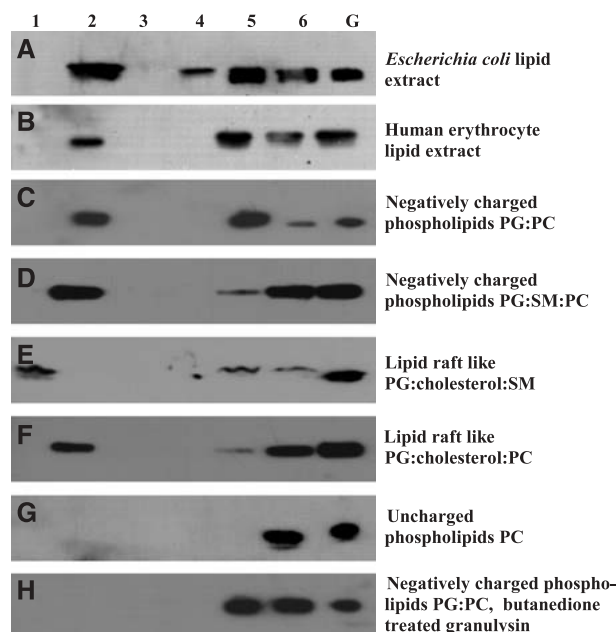 1 2 3 4 5 6 G
A
Escherichia coli lipid
extract
B
Human erythrocyte
lipid extract
C
Negatively charged
phospholipids PG:PC
D
Negatively charged
phospholipids PG:SM:PC
E
Lipid raft like
PG:cholesterol:SM
F
Lipid raft like
PG:cholesterol:PC
G
Uncharged
phospholipids PC
H
Negatively charged phospho–
lipids PG:PC, butanedione
treated granulysin